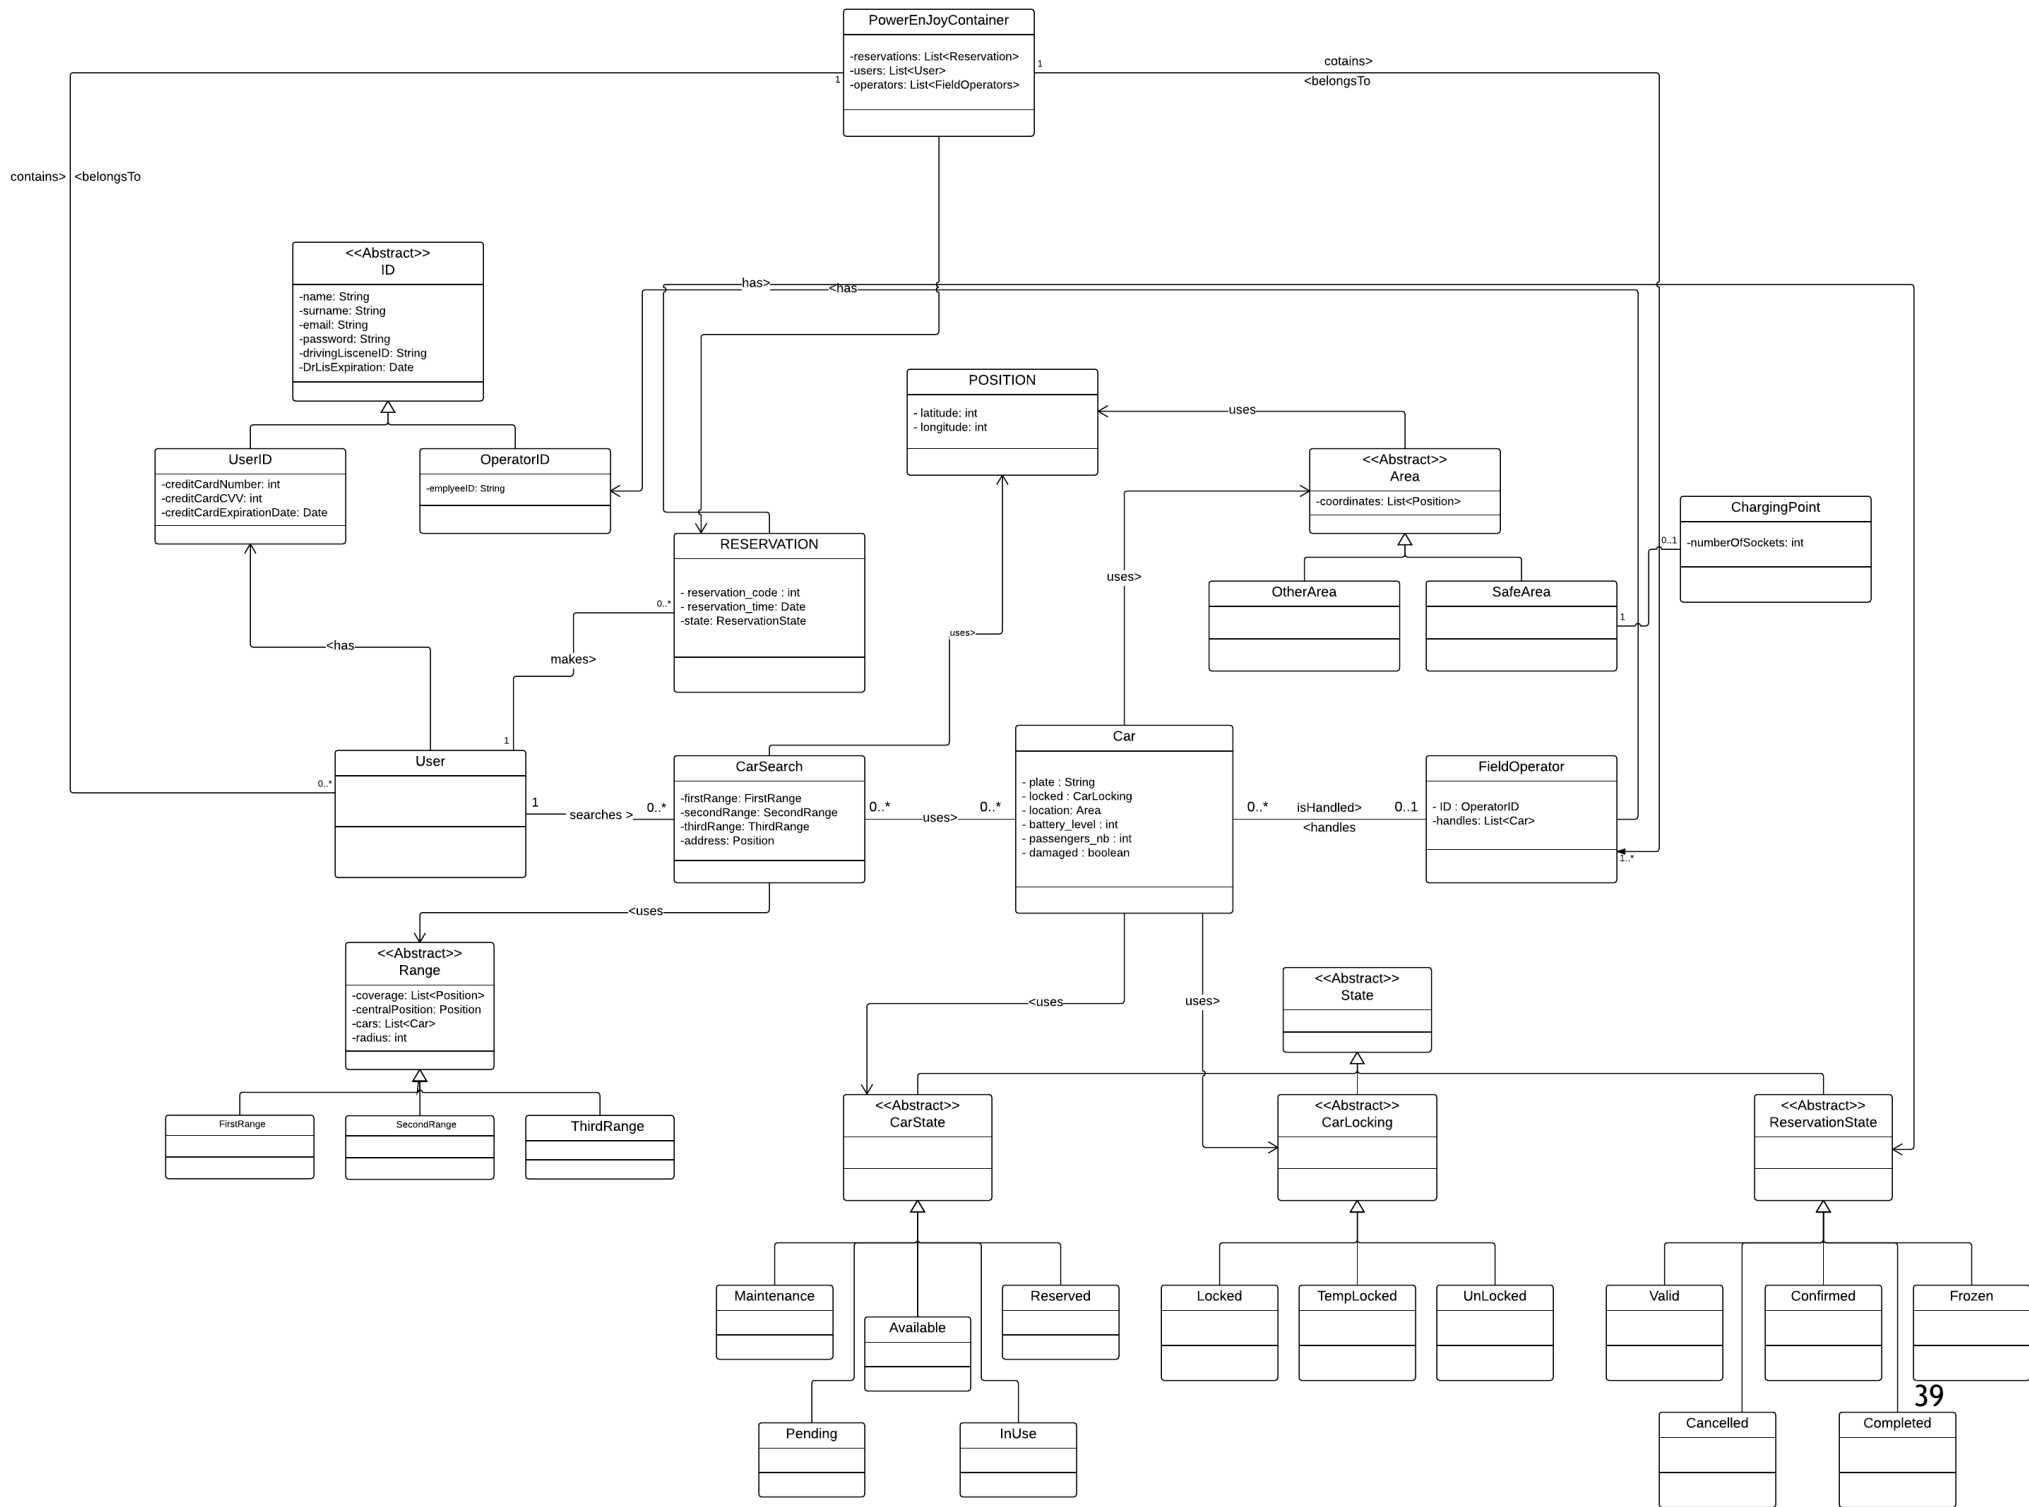 PowerEnJoyContainer
-reservations: List<Reservation>
-users: List<User>
-operators: List<FieldOperators>
1
1
cotains>
<belongsTo
contains>
<belongsTo
<<Abstract>>
ID
-name: String
-surname: String
-email: String
-password: String
-drivingLisceneID: String
-DrLisExpiration: Date
has>
<has
POSITION
- latitude: int
- longitude: int
uses
<<Abstract>>
Area
-coordinates: List<Position>
UserID
-creditCardNumber: int
-creditCardCVV: int
-creditCardExpirationDate: Date
OperatorID
-emplyeeID: String
ChargingPoint
-numberOfSockets: int
0..1
RESERVATION
- reservation_code : int
- reservation_time: Date
-state: ReservationState
0..*
uses>
OtherArea
SafeArea
1
<has
makes>
uses>
1
User
0..*
1
searches >
0..*
CarSearch
-firstRange: FirstRange
-secondRange: SecondRange
-thirdRange: ThirdRange
-address: Position
0..*
uses>
0..*
Car
- plate : String
- locked : CarLocking
- location: Area
- battery_level : int
- passengers_nb : int
- damaged : boolean
0..*
isHandled>
<handles
0..1
FieldOperator
- ID : OperatorID
-handles: List<Car>
1..*
<uses
<<Abstract>>
Range
-coverage: List<Position>
-centralPosition: Position
-cars: List<Car>
-radius: int
<uses
uses>
<<Abstract>>
State
FirstRange
SecondRange
ThirdRange
<<Abstract>>
CarState
<<Abstract>>
CarLocking
<<Abstract>>
ReservationState
Maintenance
Available
Reserved
Locked
TempLocked
UnLocked
Valid
Confirmed
Frozen
39
Pending
InUse
Cancelled
Completed